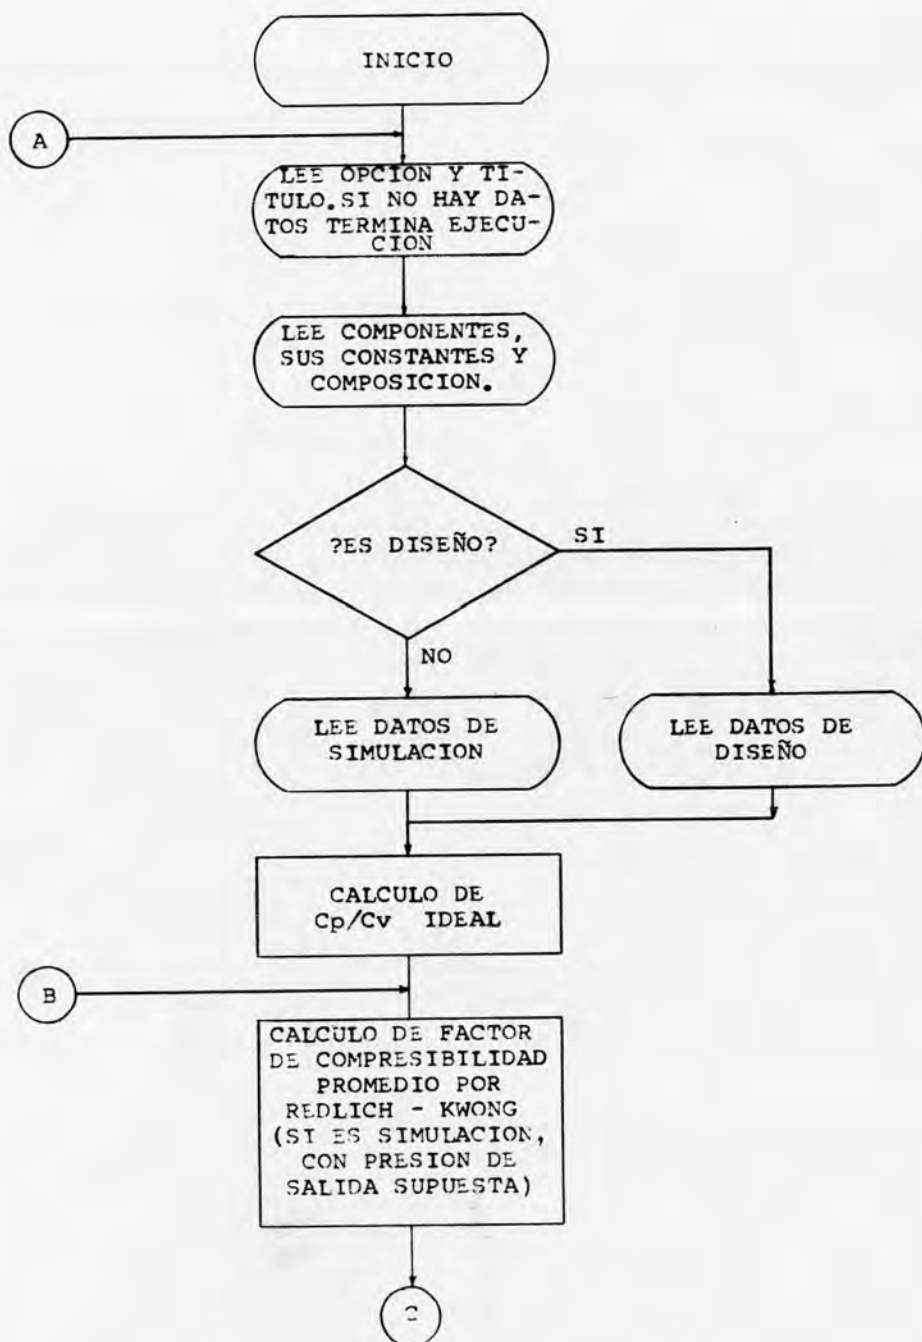 INICIO
A
LEE OPCION Y TI-
TULO.SI NO HAY DA-
TOS TERMINA EJECU-
CION
LEE COMPONENTES,
SUS CONSTANTES Y
COMPOSICION.
?ES DISEÑO?
SI
NO
LEE DATOS DE
SIMULACION
LEE DATOS DE
DISEÑO
CALCULO DE
Cp/Cv IDEAL
B
CALCULO DE FACTOR
DE COMPRESIBILIDAD
PROMEDIO POR
REDLICH - KWONG
(SI ES SIMULACION,
CON PRESION DE
SALIDA SUPUESTA)